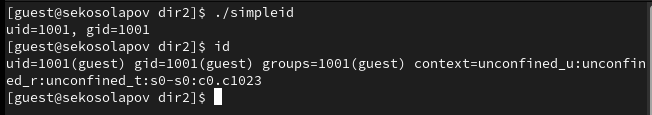 [guest@sekosolapov dir2]$ ./simpleid
uid=1001, gid=1001
[guest@sekosolapov dir2]$ id
uid=1001(guest) gid=1001(guest) groups=1001(guest) context=unconfined_u:unconfin
ed_r:unconfined_t:s0-s0:c0.c1023
[guest@sekosolapov dir2]$